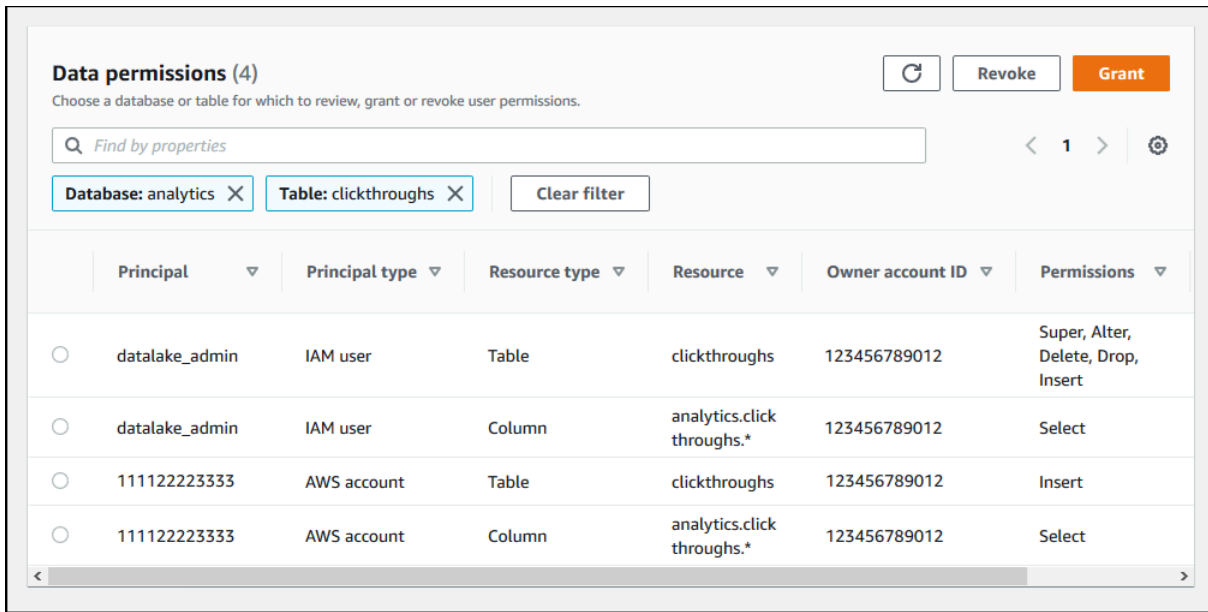 Data permissions (4)
Revoke
Grant
Choose a database or table for which to review, grant or revoke user permissions.
Find by properties
1
Database: analytics
Table: clickthroughs
Clear filter
Principal Principal type Resource type Resource Owner account ID Permissions
datalake_admin IAM user Table clickthroughs 123456789012 Super, Alter,
Delete, Drop,
Insert
datalake_admin IAM user Column analytics.click
throughs.* 123456789012 Select
111122223333 AWS account Table clickthroughs 123456789012 Insert
111122223333 AWS account Column analytics.click
throughs.* 123456789012 Select